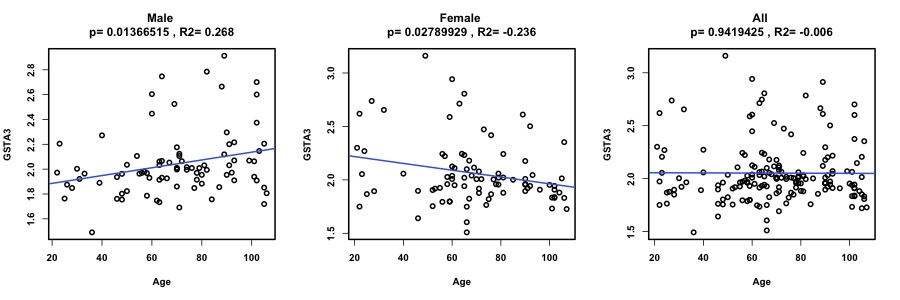 Male
p= 0.01366515 , R2= 0.268
GSTA3
1.6 1.8 2.0 2.2 2.4 2.6 2.8
20 40 60 80 100
Age
Female
p= 0.02789929 , R2= -0.236
GSTA3
1.5 2.0 2.5 3.0
20 40 60 80 100
Age
All
p= 0.9419425 , R2= -0.006
GSTA3
1.5 2.0 2.5 3.0
20 40 60 80 100
Age